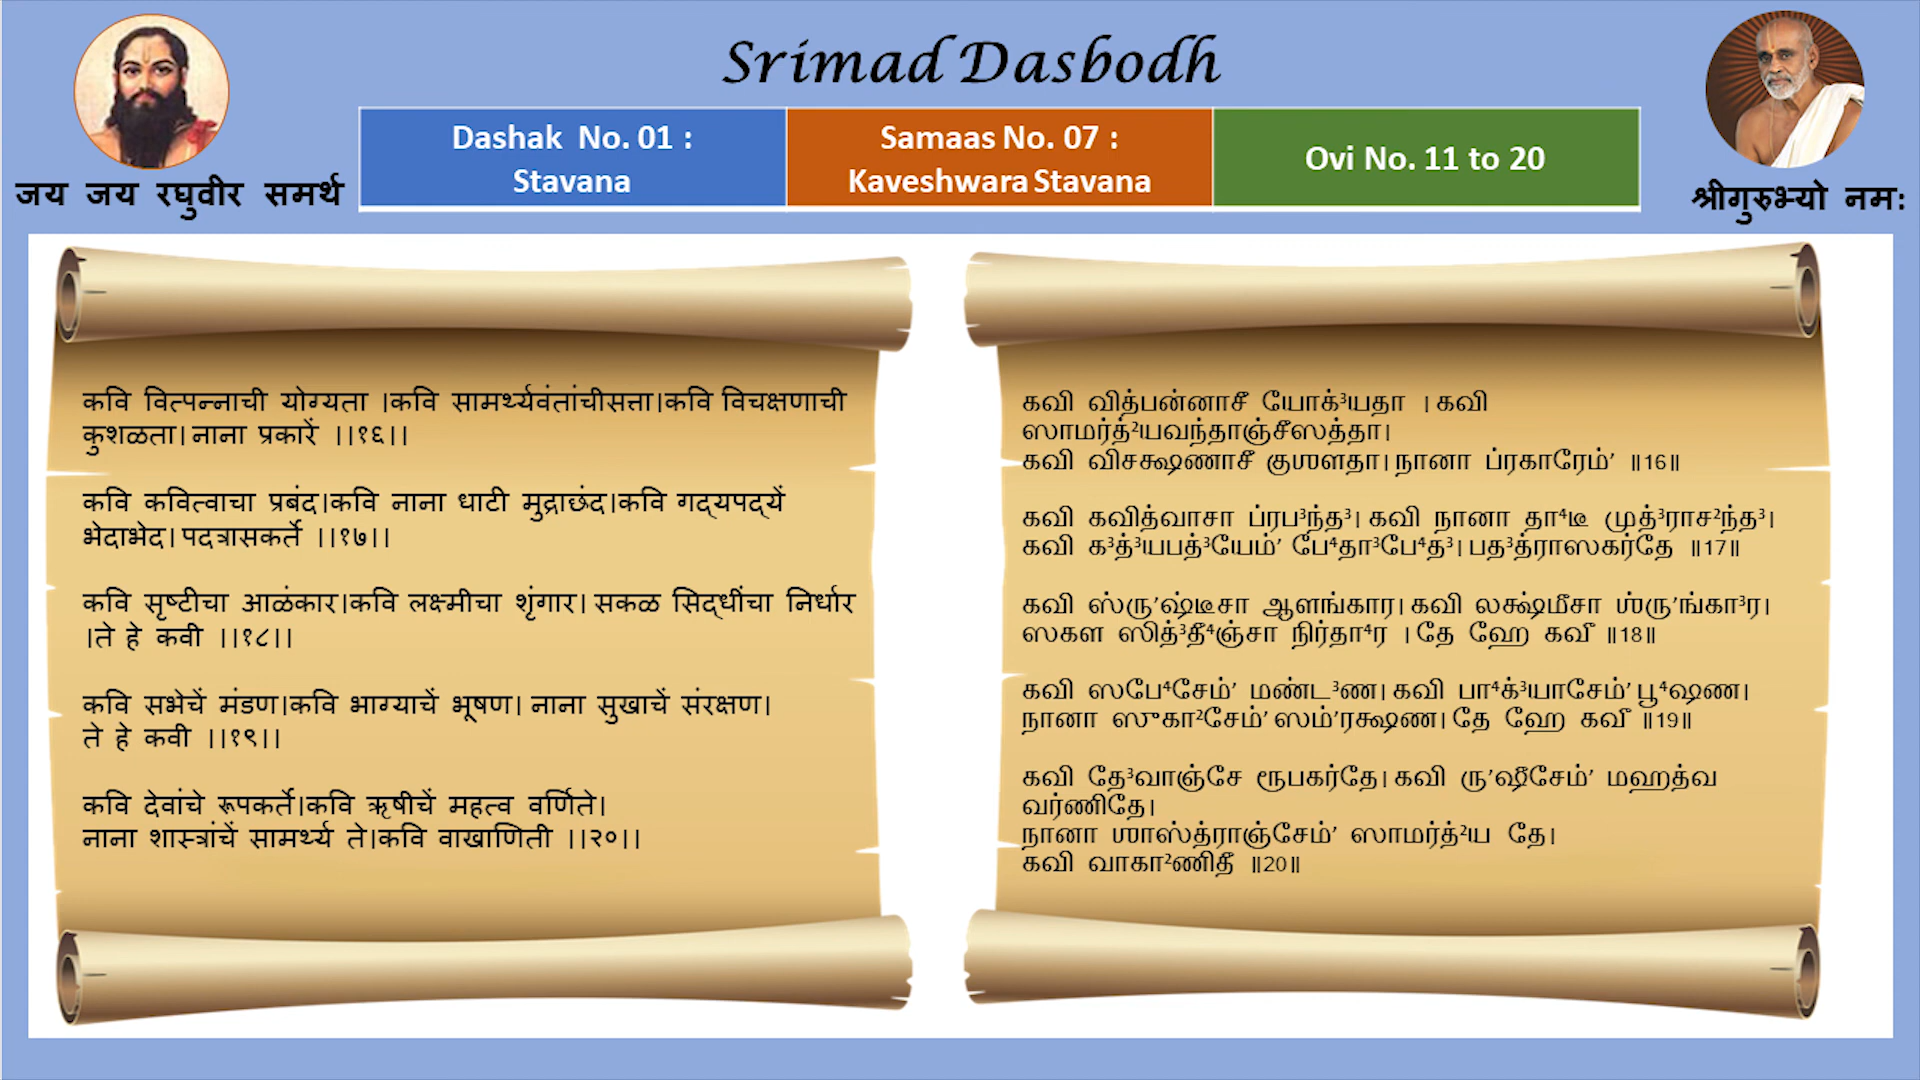 Srimad Dasbodh
Dashak No. 01 :
Stavana
Samaas No. 07 :
Kaveshwara Stavana
Ovi No. 11 to 20
जय जय रघुवीर समर्थ
श्रीगुरुभ्यो नम:
कवि वित्पन्नाची योग्यता ।कवि सामर्थ्यवंतांचीसत्ता।कवि विचक्षणाची
कुशळता। नाना प्रकारें ।।१६।।
कवि कवित्वाचा प्रबंद।कवि नाना धाटी मुद्राछंद।कवि गद्यपद्यें
भेदाभेद। पदत्रासकर्ते ।।१७।।
कवि सृष्टीचा आळंकार।कवि लक्ष्मीचा शृंगार। सकळ सिद्धींचा निर्धार
।ते हे कवी ।।१८।।
कवि सभेचें मंडण।कवि भाग्याचें भूषण। नाना सुखाचें संरक्षण।
ते हे कवी ।।१९।।
कवि देवांचे रूपकर्ते।कवि ऋषीचें महत्व वर्णिते।
नाना शास्त्रांचें सामर्थ्य ते।कवि वाखाणिती ।।२०।।
கவி வித்பன்னாசீ யோக்³யதா । கவி
ஸாமர்த்²யவந்தாஞ்சீஸத்தா।
கவி விசக்ஷணாசீ குஶளதா। நானா ப்ரகாரேம்ʼ ॥16॥
கவி கவித்வாசா ப்ரப³ந்த³। கவி நானா தா⁴டீ முத்³ராச²ந்த³।
கவி க³த்³யபத்³யேம்ʼ பே⁴தா³பே⁴த³। பத³த்ராஸகர்தே ॥17॥
கவி ஸ்ருʼஷ்டீசா ஆளங்கார। கவி லக்ஷ்மீசா ஶ்ருʼங்கா³ர।
ஸகள ஸித்³தீ⁴ஞ்சா நிர்தா⁴ர । தே ஹே கவீ ॥18॥
கவி ஸபே⁴சேம்ʼ மண்ட³ண। கவி பா⁴க்³யாசேம்ʼ பூ⁴ஷண।
நானா ஸுகா²சேம்ʼ ஸம்ʼரக்ஷண। தே ஹே கவீ ॥19॥
கவி தே³வாஞ்சே ரூபகர்தே। கவி ருʼஷீசேம்ʼ மஹத்வ
வர்ணிதே।
நானா ஶாஸ்த்ராஞ்சேம்ʼ ஸாமர்த்²ய தே।
கவி வாகா²ணிதீ ॥20॥